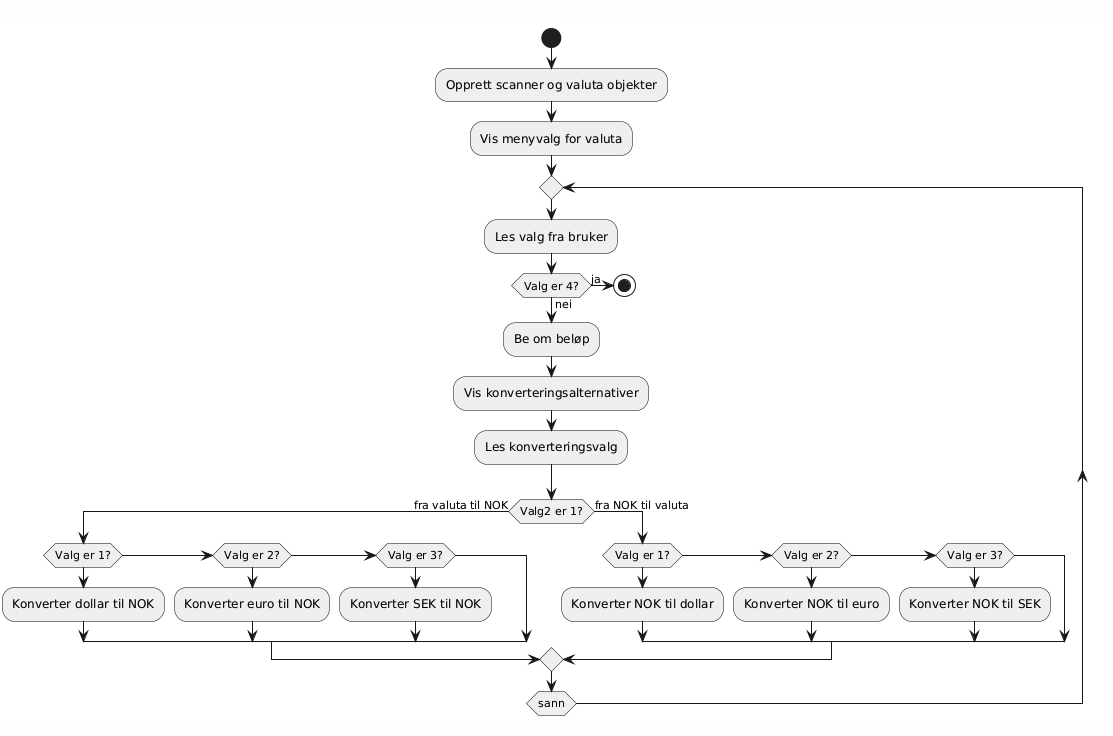 Opprett scanner og valuta objekter
Vis menyvalg for valuta
Les valg fra bruker
Valg er 4?
ja
nei
Be om beløp
Vis konverteringsalternativer
Les konverteringsvalg
fra valuta til NOK
Valg2 er 1?
fra NOK til valuta
Valg er 1?
Valg er 2?
Valg er 3?
Valg er 1?
Valg er 2?
Valg er 3?
Konverter dollar til NOK
Konverter euro til NOK
Konverter SEK til NOK
Konverter NOK til dollar
Konverter NOK til euro
Konverter NOK til SEK
sann